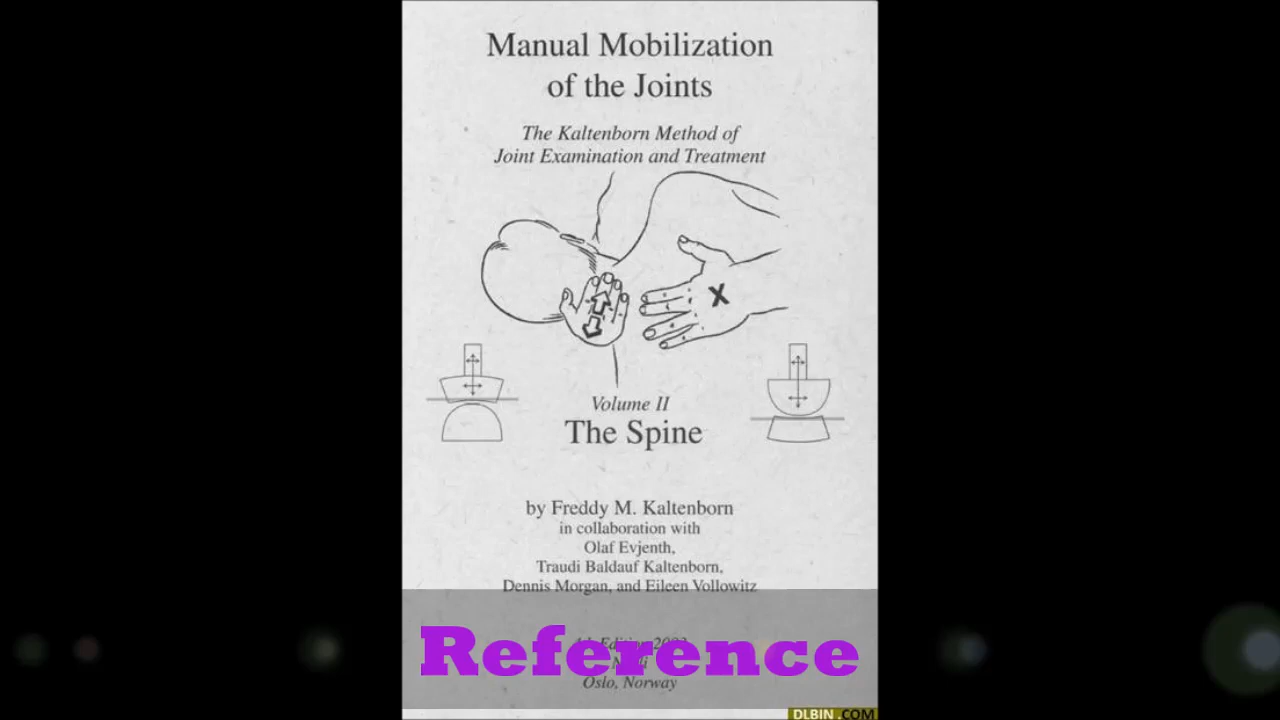 Manual Mobilization
of the Joints
The Kaltenborn Method of
Joint Examination and Treatment
X
Volume II
The Spine
by Freddy M. Kaltenborn
in collaboration with
Olaf Evjenth,
Traudi Baldauf Kaltenborn,
Dennis Morgan, and Eileen Vollowitz
Edition
Reference
Oslo, Norway
DLBIN.COM